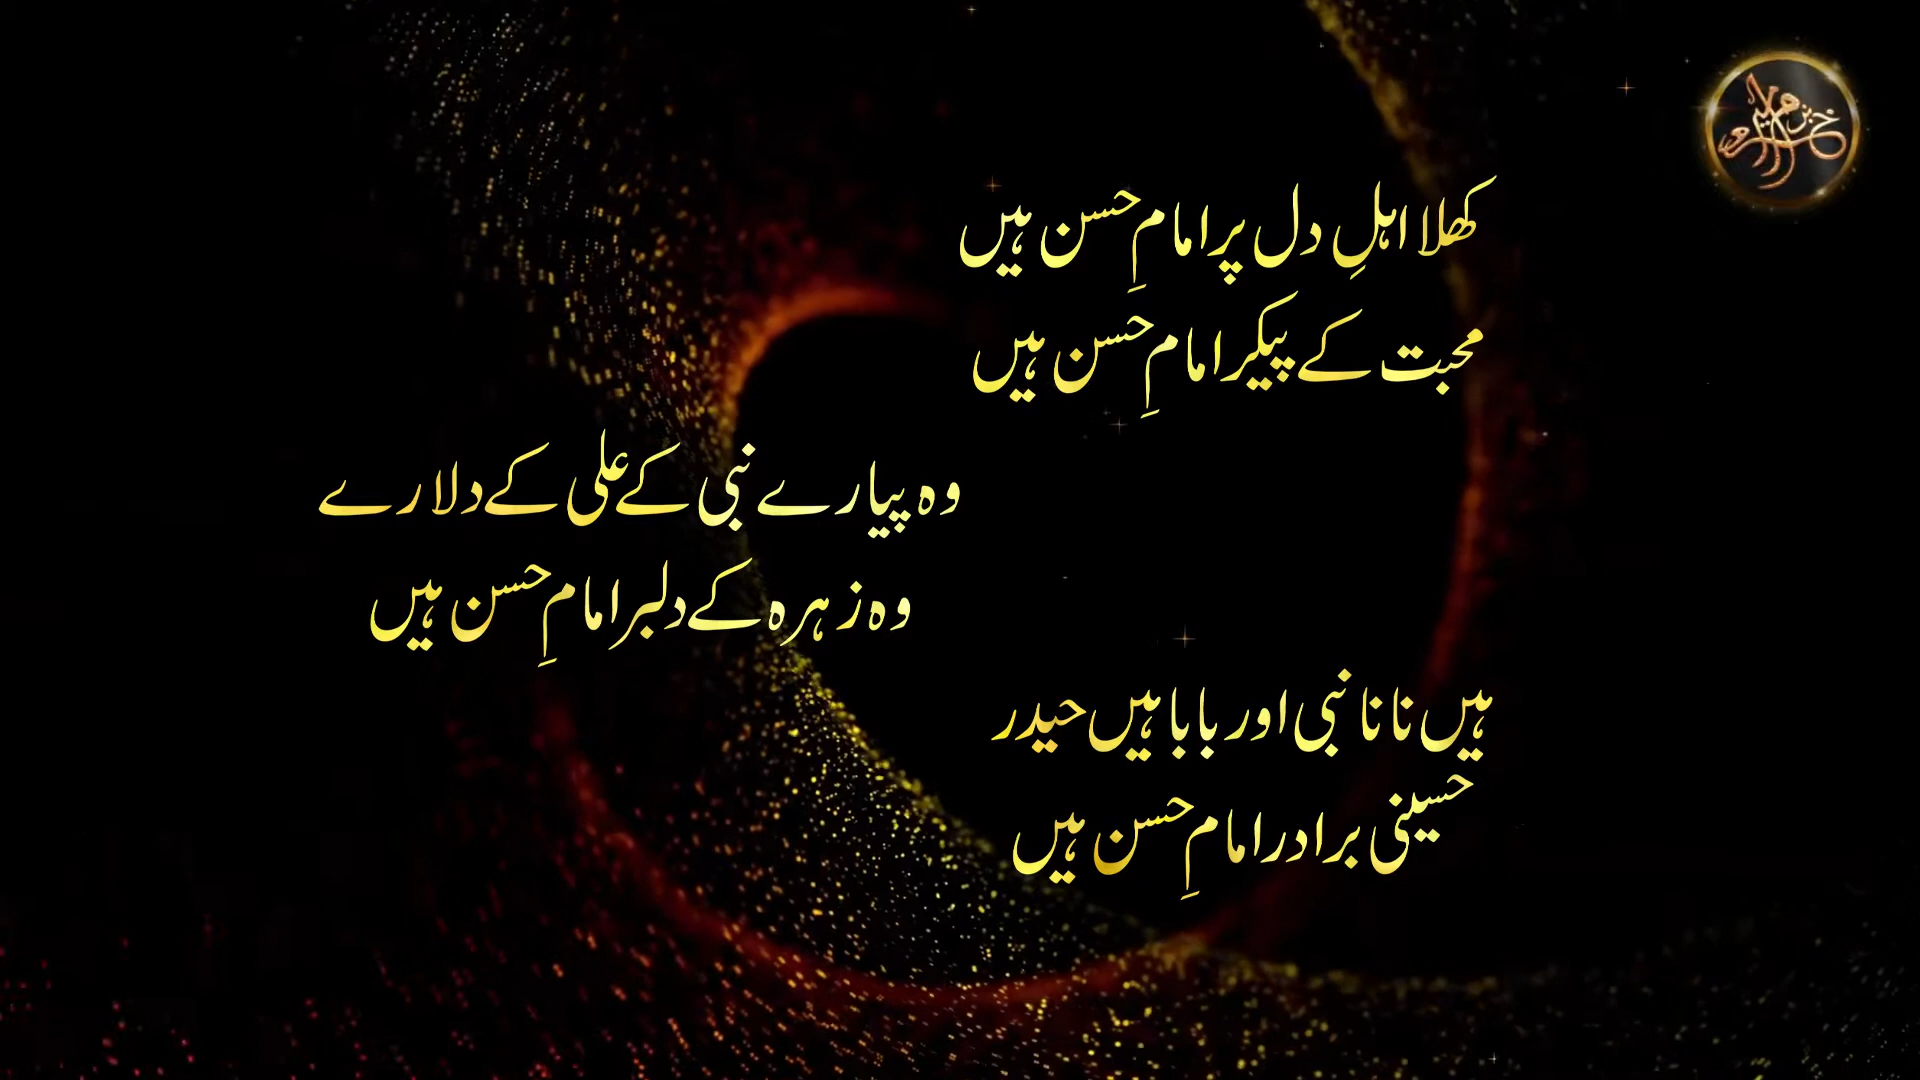 کھلا اہلِ دل پر امامِ حسن ہیں
محبت کے پیکر امامِ حسن ہیں
وہ پیارے نبی کے علی کے دلارے
وہ زہرہ کے دلبر امامِ حسن ہیں
ہیں نانا نبی اور بابا ہیں حیدر
حسینی برادر امامِ حسن ہیں